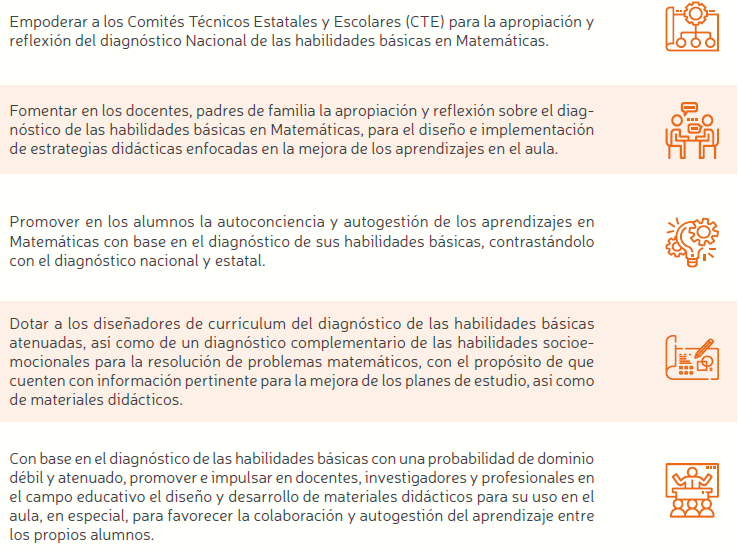 Empoderar a los Comités Técnicos Estatales y Escolares (CTE) para la apropiación y
reflexión del diagnóstico Nacional de las habilidades básicas en Matemáticas.
Fomentar en los docentes, padres de familia la apropiación y reflexión sobre el diag-
nóstico de las habilidades básicas en Matemáticas, para el diseño e implementación
de estrategias didácticas enfocadas en la mejora de los aprendizajes en el aula.
Promover en los alumnos la autoconciencia y autogestión de los aprendizajes en
Matemáticas con base en el diagnóstico de sus habilidades básicas, contrastándolo
con el diagnóstico nacional y estatal.
Dotar a los diseñadores de currículum del diagnóstico de las habilidades básicas
atenuadas, así como de un diagnóstico complementario de las habilidades socioe-
mocionales para la resolución de problemas matemáticos, con el propósito de que
cuenten con información pertinente para la mejora de los planes de estudio, así como
de materiales didácticos.
Con base en el diagnóstico de las habilidades básicas con una probabilidad de dominio
débil y atenuado, promover e impulsar en docentes, investigadores y profesionales en
el campo educativo el diseño y desarrollo de materiales didácticos para su uso en el
aula, en especial, para favorecer la colaboración y autogestión del aprendizaje entre
los propios alumnos.